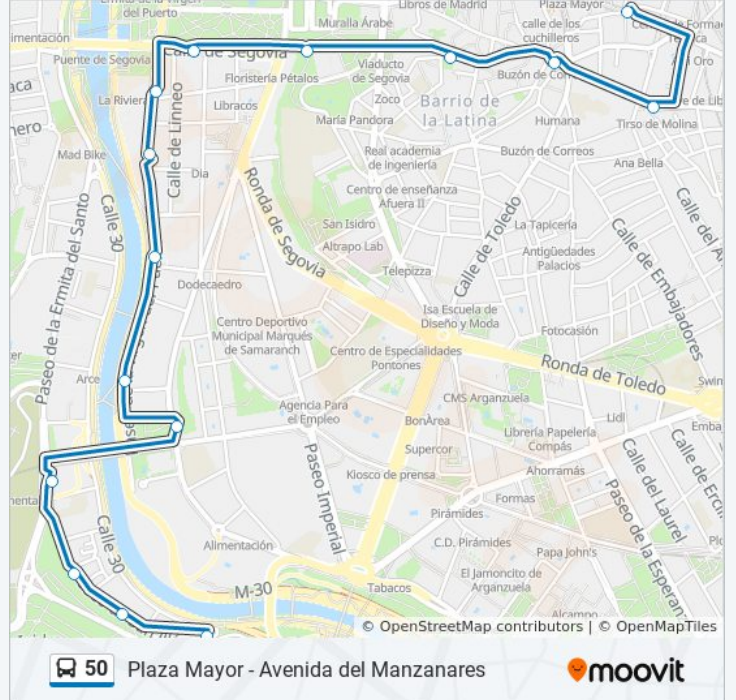 Ermita de la Virgen
del Puerto
Libros de Madrid
Plaza Mayor
Muralla Árabe
calle de los
cuchilleros
imentación
Puente de Segovia
Calle de Segovia
Viaducto
de Segovia
Buzón de
Oro
Floristería Pétalos
La Riviera
Libracos
Zoco
Barrio de
la Latina
María Pandora
Humana
Tirso de Molina
Mad Bike
Calle de Linneo
Real academia
de ingeniería
Buzón de Correos
Ana Bella
Dia
Centro de enseñanza
Afuera II
Calle 30
Ronda de Segovia
San Isidro
Altrapo Lab
Calle de Toledo
La Tapicería
Paseo de la Ermita del Santo
Telepizza
Antigüedades
Palacios
Calle de Embajadores
Dodecaedro
Isa Escuela de
Diseño y Moda
Centro Deportivo
Municipal Marqués
de Samaranch
Fotocasión
Centro de Especialidades
Pontones
Ronda de Toledo
Arce
CMS Arganzuela
Agencia Para
el Empleo
BonÀrea
Lidl
Librería Papelería
Compás
Supercor
Paseo Imperial
Kiosco de prensa
Ahorramás
Calle del Laurel
Formas
Pirámides
Calle 30
Alimentación
C.D. Pirámides
Papa John's
M-30
Tabacos
El Jamoncito de
Arganzuela
Alcampo
© OpenStreetMap contributors | © OpenMapTiles
50 Plaza Mayor - Avenida del Manzanares
moovit